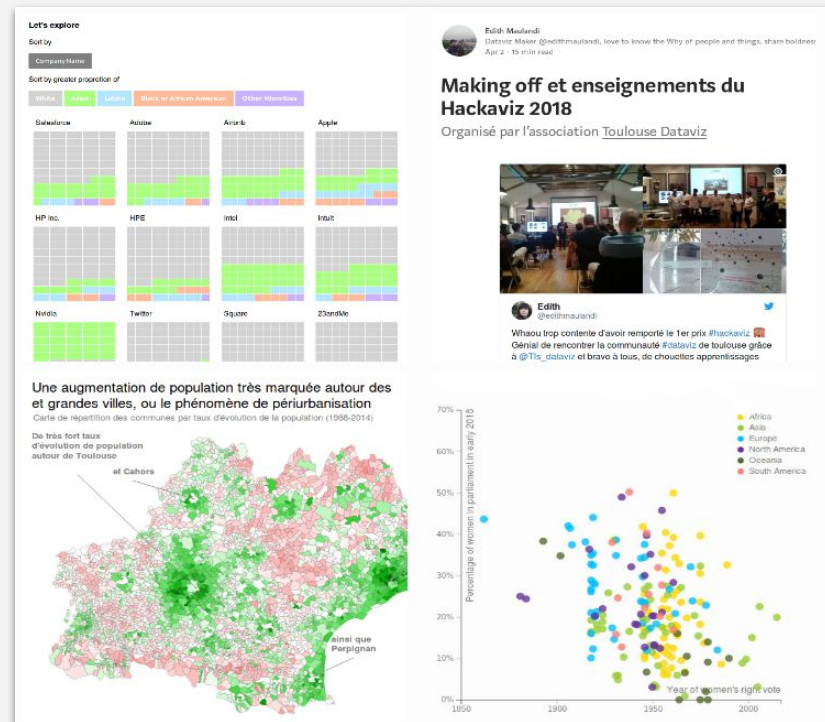 Let's explore
Sort by
Company Name
Sort by greater propretion of
White Asian Latino Black or African American Other Minorities
Salesforce Adobe Airbnb Apple
HP Inc. HPE Intel Intuit
Nvidia Twitter Square 23andMe
Edith Maulandi
Dataviz Maker @edithmaulandi, love to know the Why of people and things, share boldness
Apr 2 · 15 min read
Making off et enseignements du
Hackaviz 2018
Organisé par l'association Toulouse Dataviz
Edith
@edithmaulandi
Whaou trop contente d'avoir remporté le 1er prix #hackaviz
Génial de rencontrer la communauté #dataviz de toulouse grâce
à @Tls_dataviz et bravo à tous, de chouettes apprentissages
Une augmentation de population très marquée autour des
et grandes villes, ou le phénomène de périurbanisation
Carte de répartition des communes par taux d'évolution de la population (1968-2014)
De très fort taux
d'évolution de population
autour de Toulouse
et Cahors
ainsi que
Perpignan
70%
60%
50%
40%
30%
20%
10%
0%
Percentage of women in parliament in early 2018
Africa
Asia
Europe
North America
Oceania
South America
Year of women's right vote
1850 1900 1950 2000